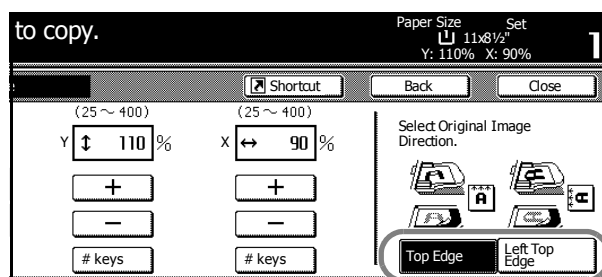 to copy.
Paper Size Set
11x8½"
Y: 110% X: 90%
1
Shortcut
Back
Close
(25～400)
(25～400)
Y ↕ 110 %
X ↔ 90 %
Select Original Image
Direction.
A
A
A
A
+
+
−
−
# keys
# keys
Top Edge
Left Top
Edge